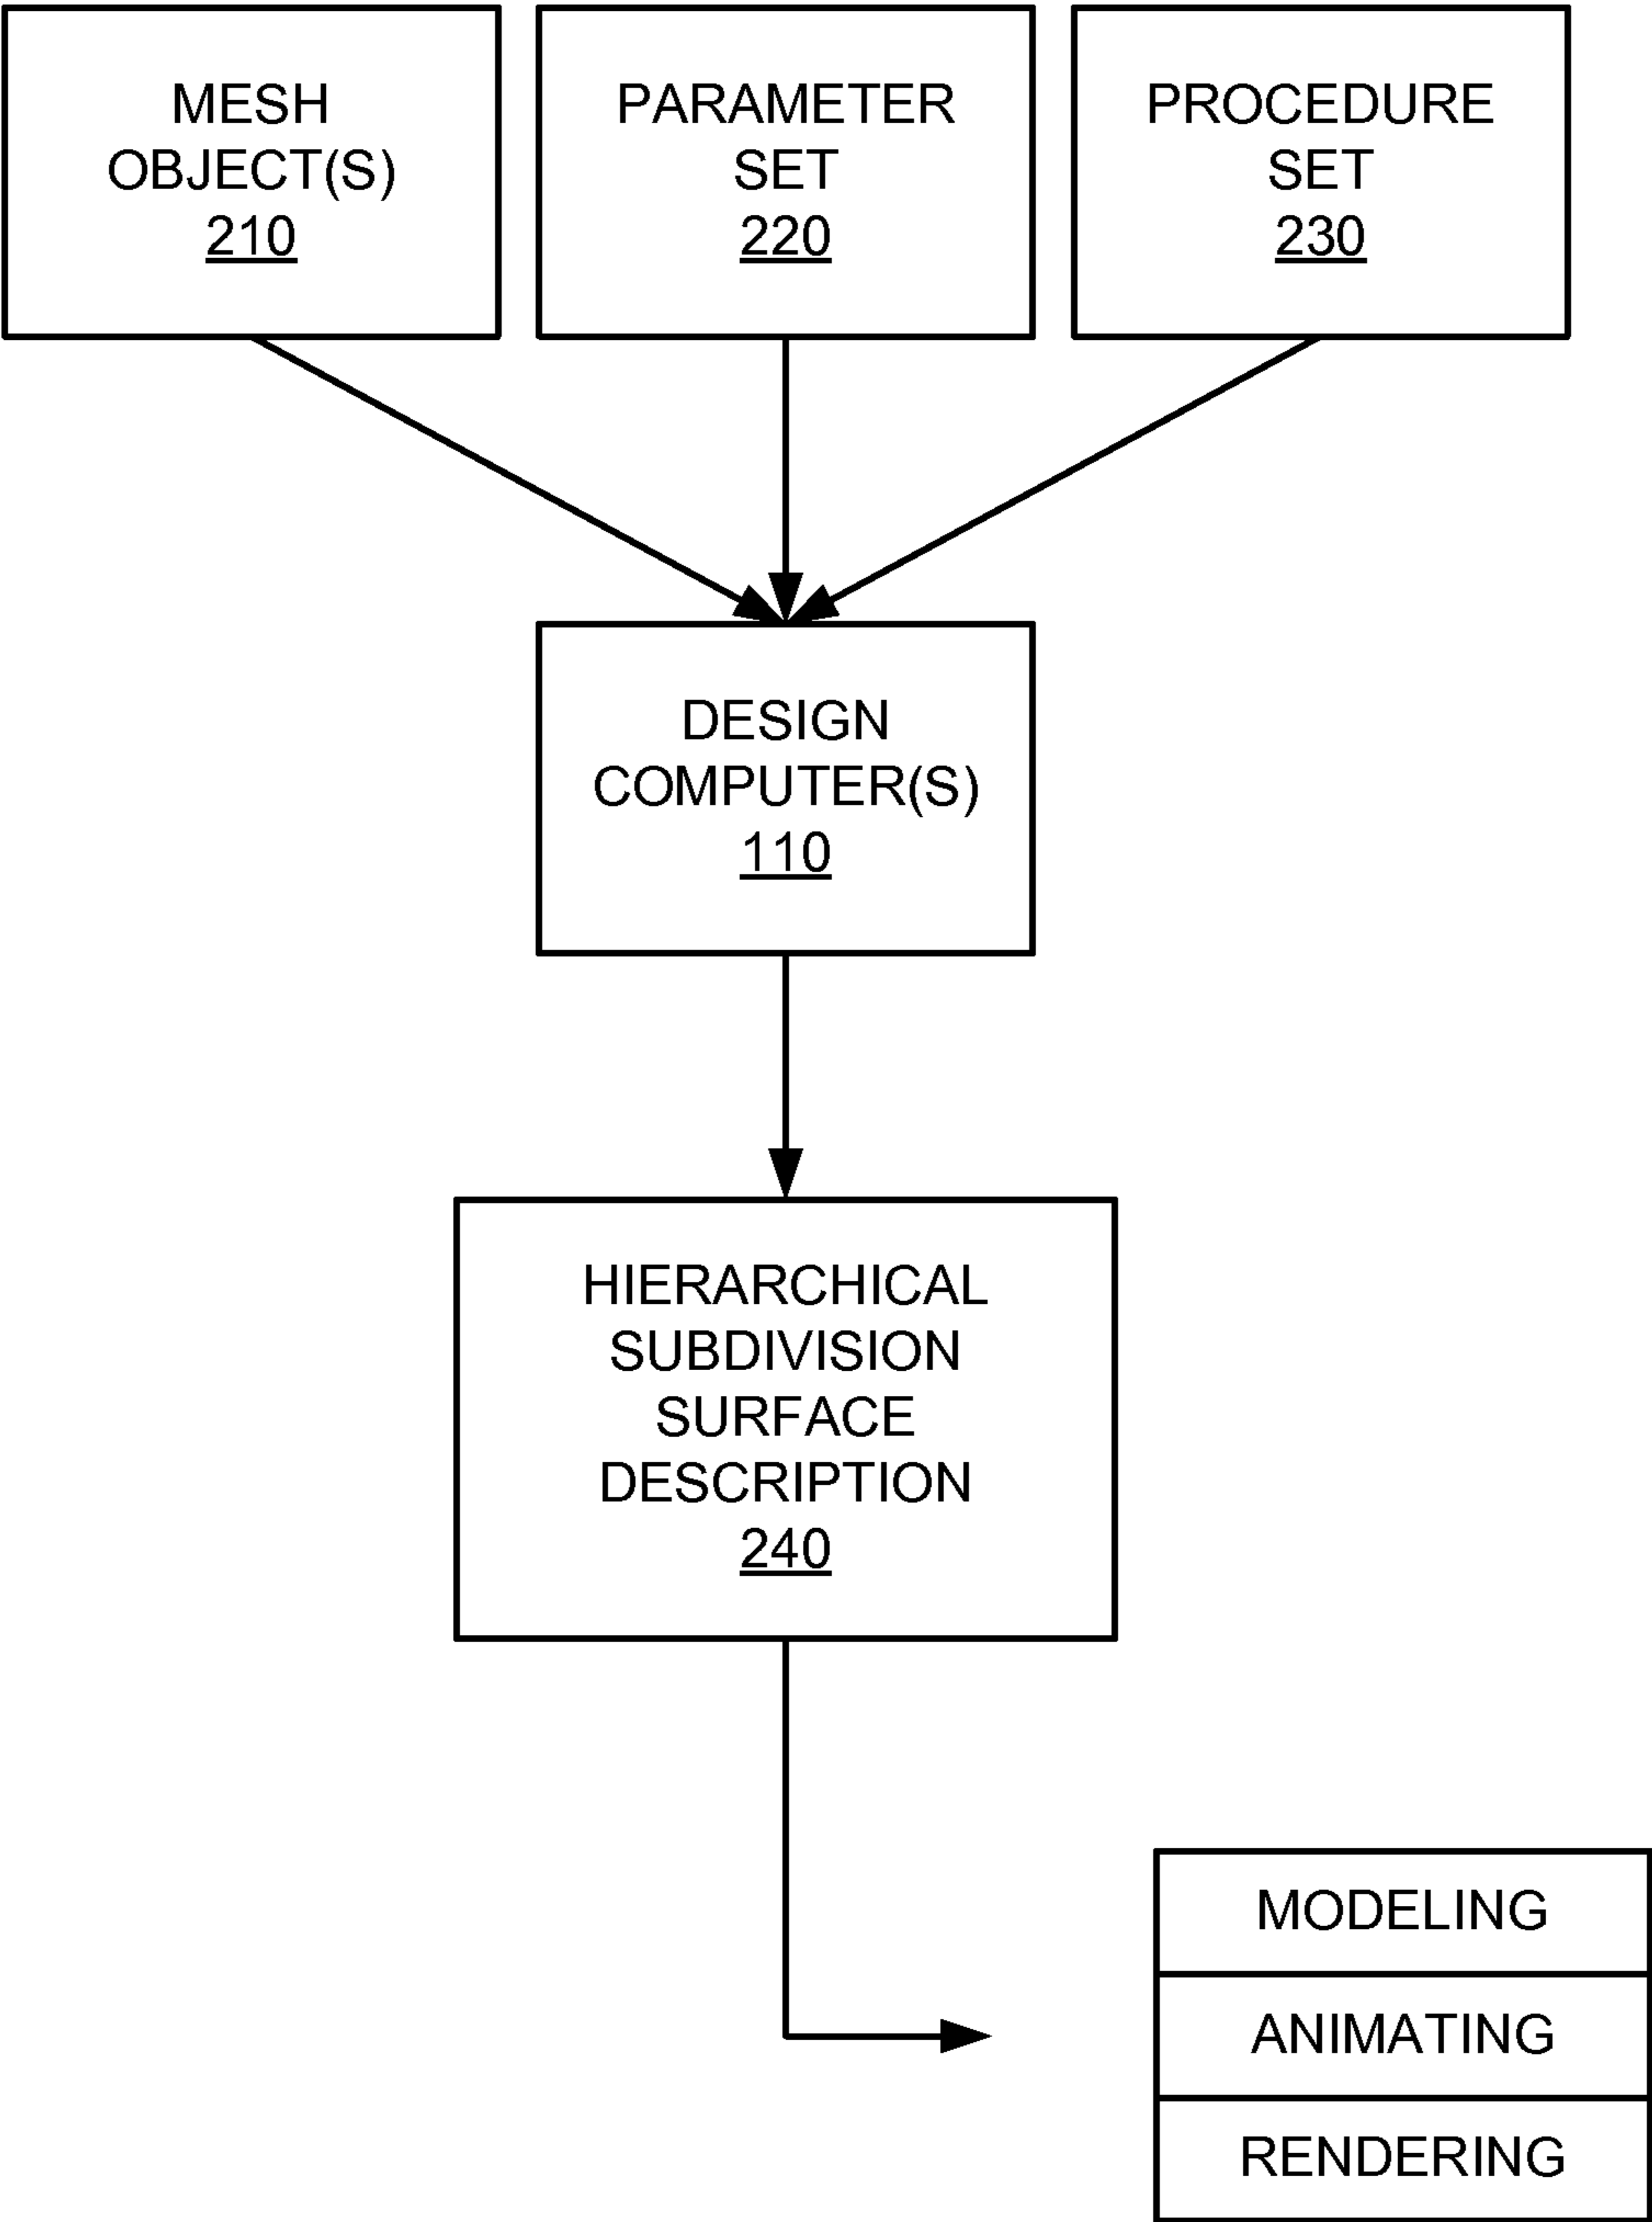 MESH
OBJECT(S)
210
PARAMETER
SET
220
PROCEDURE
SET
230
DESIGN
COMPUTER(S)
110
HIERARCHICAL
SUBDIVISION
SURFACE
DESCRIPTION
240
MODELING
ANIMATING
RENDERING